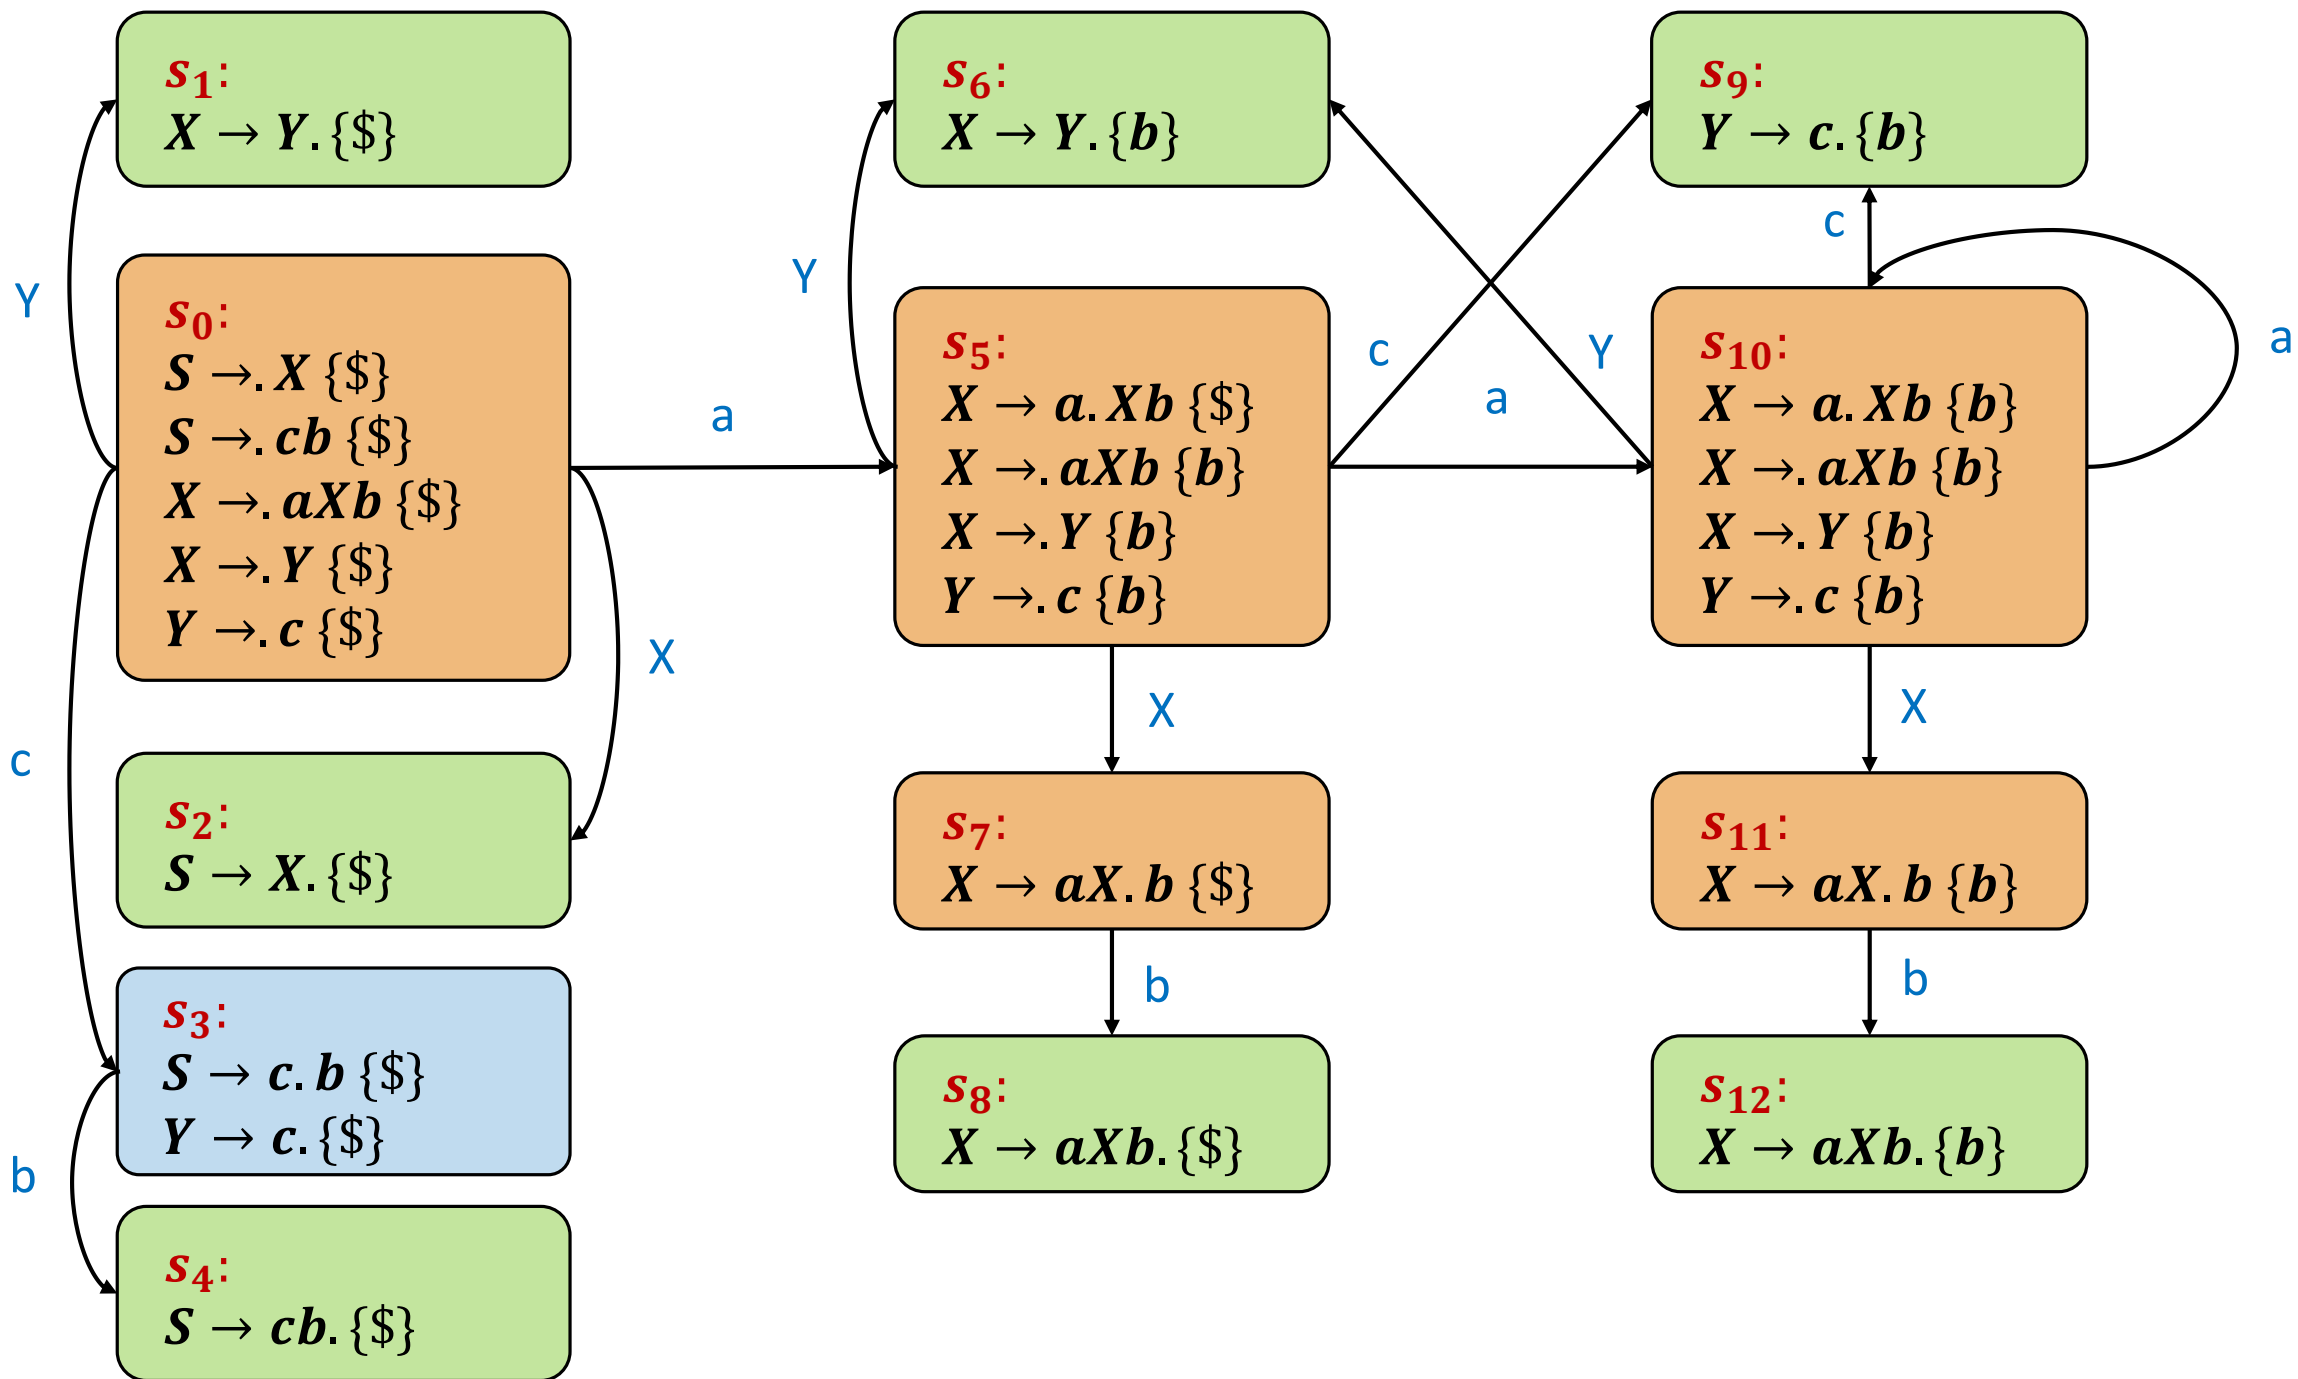 s₁:
X → Y. {$}
Y
s₀:
S →. X {$}
S →. cb {$}
X →. aXb {$}
X →. Y {$}
Y →. c {$}
a
X
c
s₂:
S → X. {$}
s₃:
S → c. b {$}
Y → c. {$}
b
s₄:
S → cb. {$}
s₆:
X → Y. {b}
Y
s₅:
X → a. Xb {$}
X →. aXb {b}
X →. Y {b}
Y →. c {b}
c
Y
a
X
s₇:
X → aX. b {$}
b
s₈:
X → aXb. {$}
s₉:
Y → c. {b}
c
a
s₁₀:
X → a. Xb {b}
X →. aXb {b}
X →. Y {b}
Y →. c {b}
X
s₁₁:
X → aX. b {b}
b
s₁₂:
X → aXb. {b}